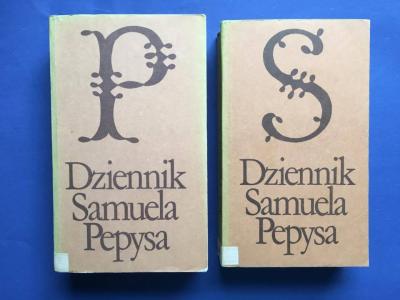 P
Dziennik
Samuela
Pepysa
S
Dziennik
Samuela
Pepysa